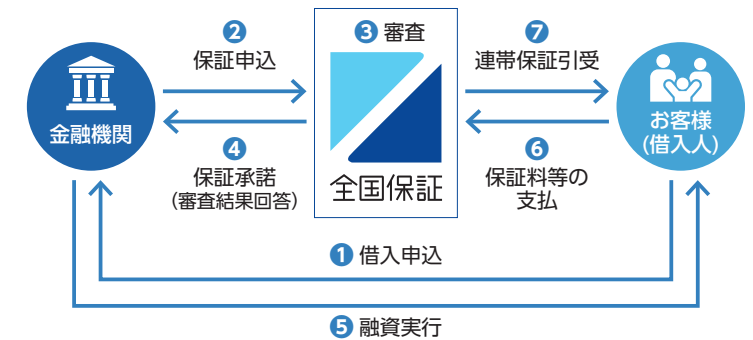 ❷
保証申込
❸ 審査
❼
連帯保証引受
金融機関
お客様
(借入人)
❹
保証承諾
(審査結果回答)
全国保証
❻
保証料等の
支払
❶ 借入申込
❺ 融資実行